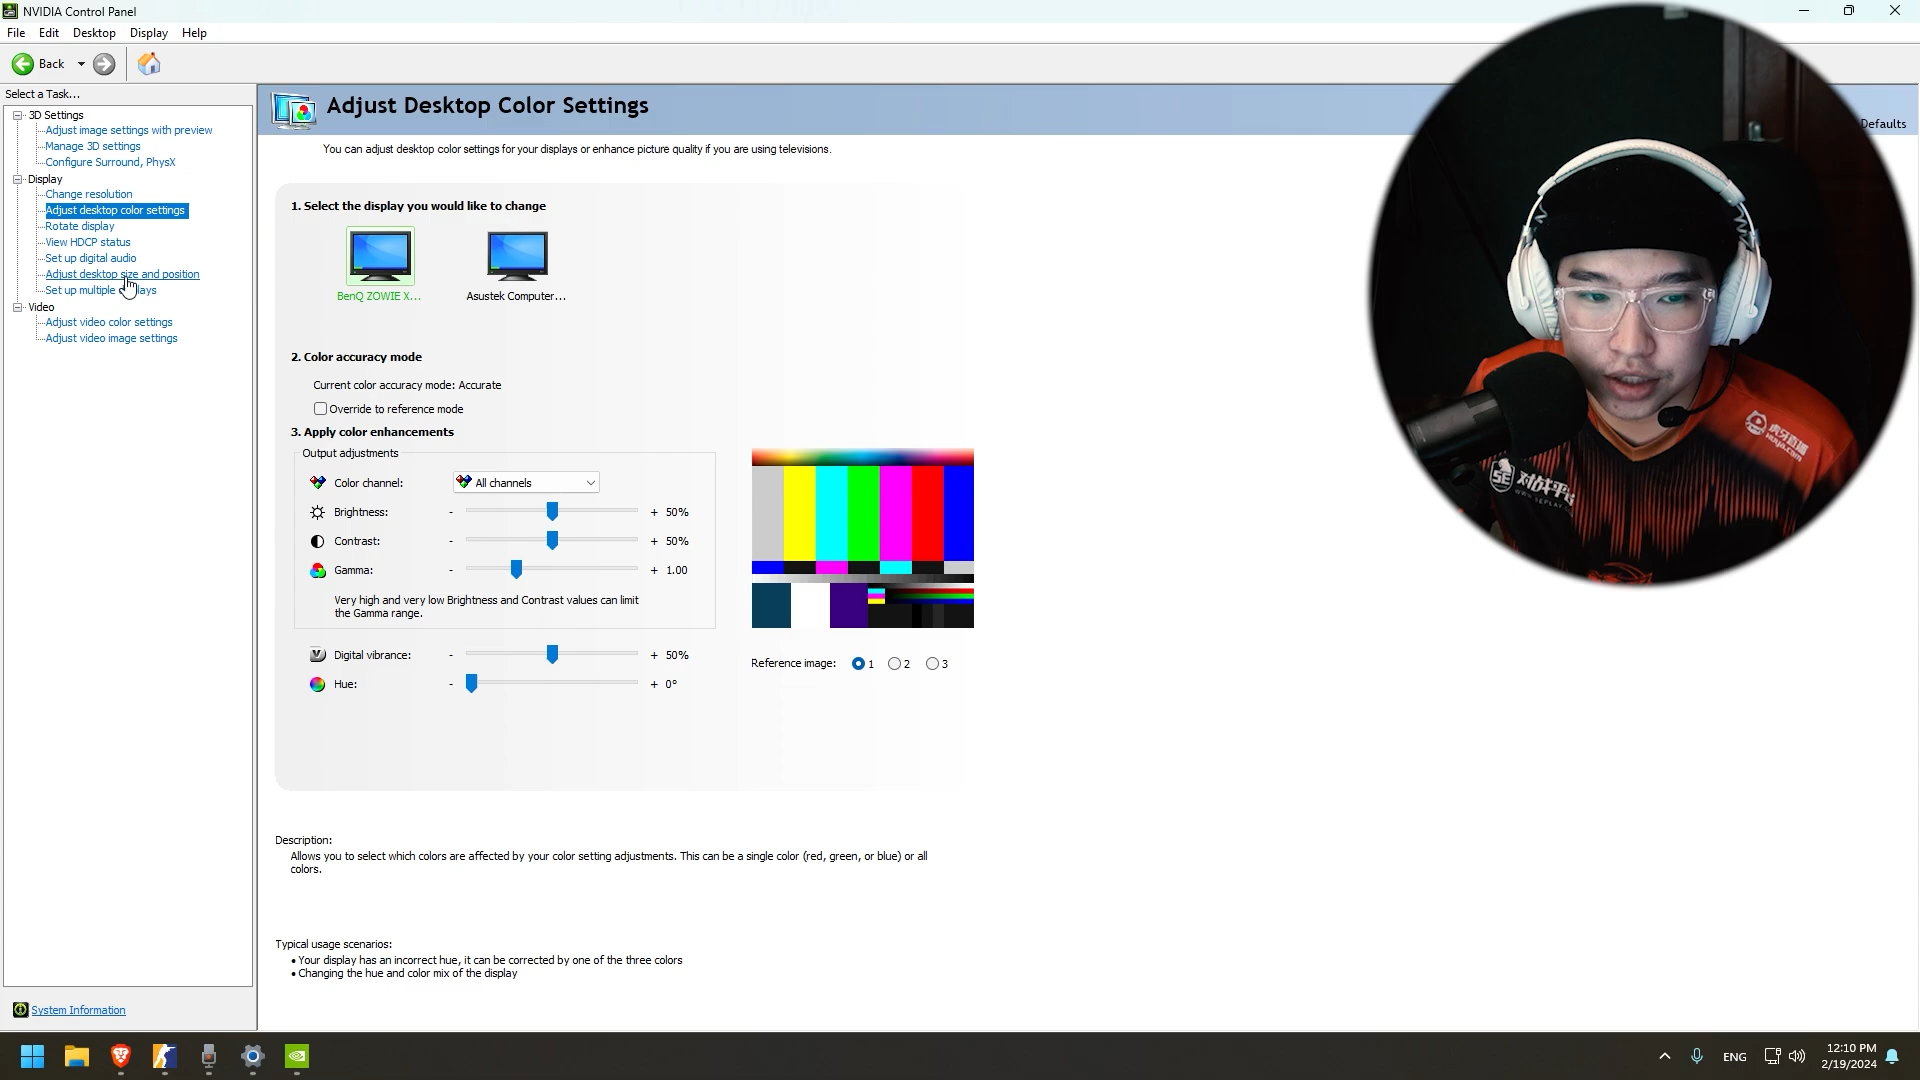 NVIDIA Control Panel
File Edit Desktop Display Help
Back
Select a Task...
3D Settings
Adjust image settings with preview
Manage 3D settings
Configure Surround, PhysX
Display
Change resolution
Adjust desktop color settings
Rotate display
View HDCP status
Set up digital audio
Adjust desktop size and position
Set up multiple
Video
Adjust video color settings
Adjust video image settings
System Information
Adjust Desktop Color Settings
Defaults
You can adjust desktop color settings for your displays or enhance picture quality if you are using televisions.
1. Select the display you would like to change
BenQ ZOWIE X... Asustek Computer...
2. Color accuracy mode
Current color accuracy mode: Accurate
Override to reference mode
3. Apply color enhancements
Output adjustments
Color channel: All channels
Brightness: - + 50%
Contrast: - + 50%
Gamma: - + 1.00
Very high and very low Brightness and Contrast values can limit
the Gamma range.
Digital vibrance: - + 50%
Hue: - + 0°
Reference image: 1 2 3
Description:
Allows you to select which colors are affected by your color setting adjustments. This can be a single color (red, green, or blue) or all
colors.
Typical usage scenarios:
• Your display has an incorrect hue, it can be corrected by one of the three colors
• Changing the hue and color mix of the display
虎牙直播
huya.com
5E 对战平台
ENG
12:10 PM
2/19/2024